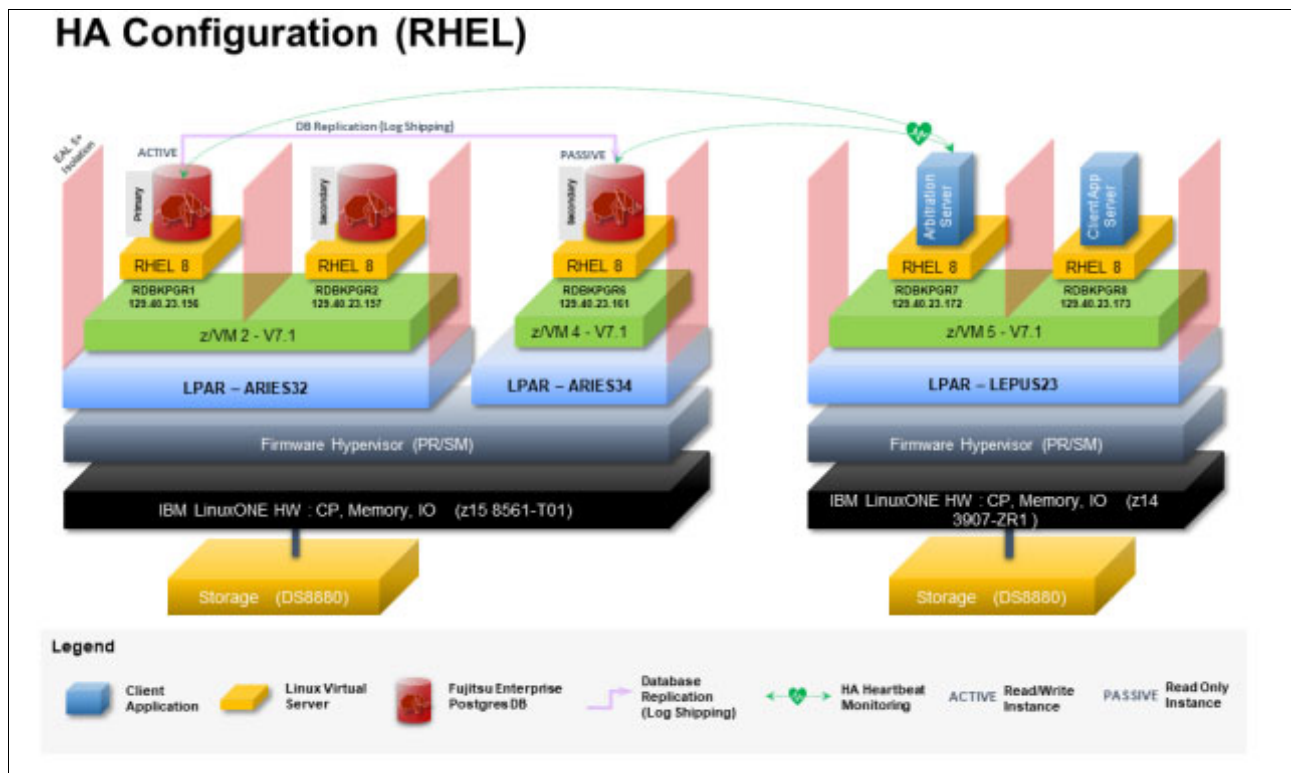 HA Configuration (RHEL)
EAL 5+
Isolation
DB Replication (Log Shipping)
ACTIVE
PASSIVE
Primary
Secondary
Secondary
Arbitration
Server
Client App
Server
RHEL 8
RHEL 8
RHEL 8
RHEL 8
RHEL 8
RDBKPGR1
129.40.23.156
RDBKPGR2
129.40.23.157
RDBKPGR6
129.40.23.161
RDBKPGR7
129.40.23.172
RDBKPGR8
129.40.23.173
z/VM 2 - V7.1
z/VM 4 - V7.1
z/VM 5 - V7.1
LPAR – ARIES32
LPAR – ARIES34
LPAR – LEPUS23
Firmware Hypervisor (PR/SM)
Firmware Hypervisor (PR/SM)
IBM LinuxONE HW : CP, Memory, IO (z15 8561-T01)
IBM LinuxONE HW : CP, Memory, IO (z14
3907-ZR1 )
Storage (DS8880)
Storage (DS8880)
Legend
Client
Application
Linux Virtual
Server
Fujitsu Enterprise
Postgres DB
Database
Replication
(Log Shipping)
HA Heartbeat
Monitoring
ACTIVE
Read/Write
Instance
PASSIVE
Read Only
Instance